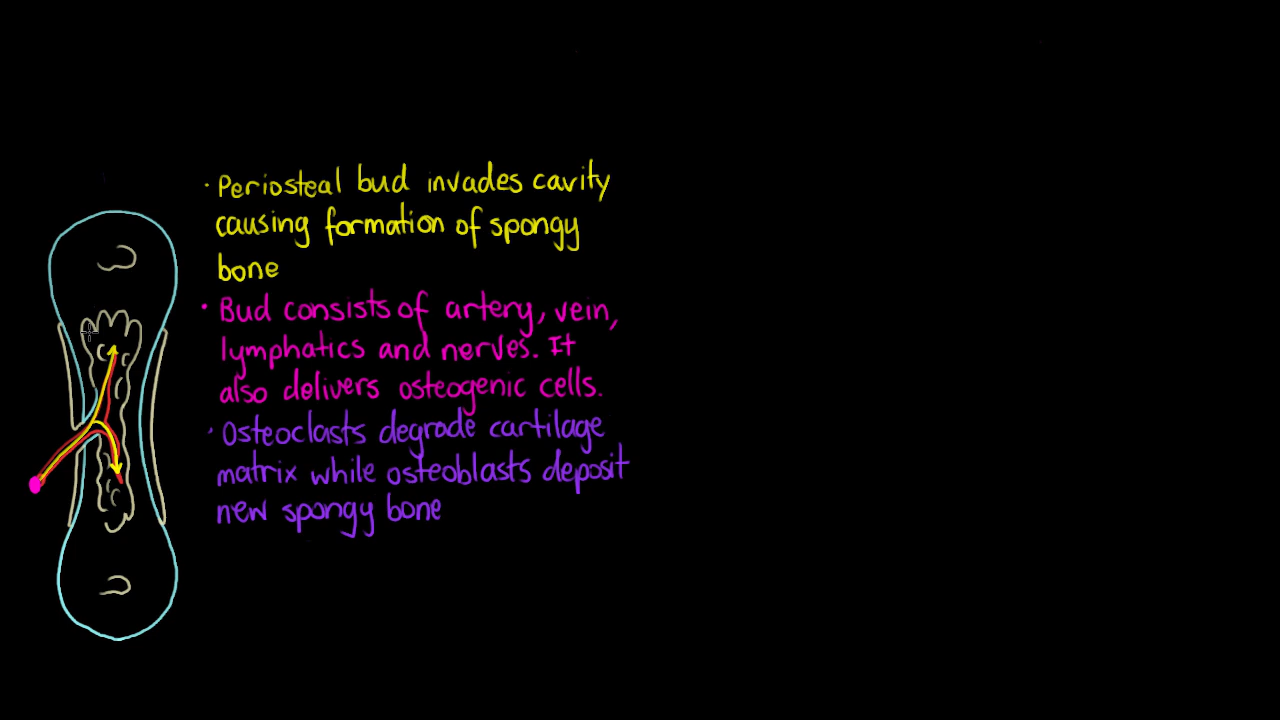 · Periosteal bud invades cavity
causing formation of spongy
bone
· Bud consists of artery, vein,
lymphatics and nerves. It
also delivers osteogenic cells.
· Osteoclasts degrade cartilage
matrix while osteoblasts deposit
new spongy bone